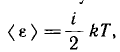 ⟨ε⟩ = i/2 kT,